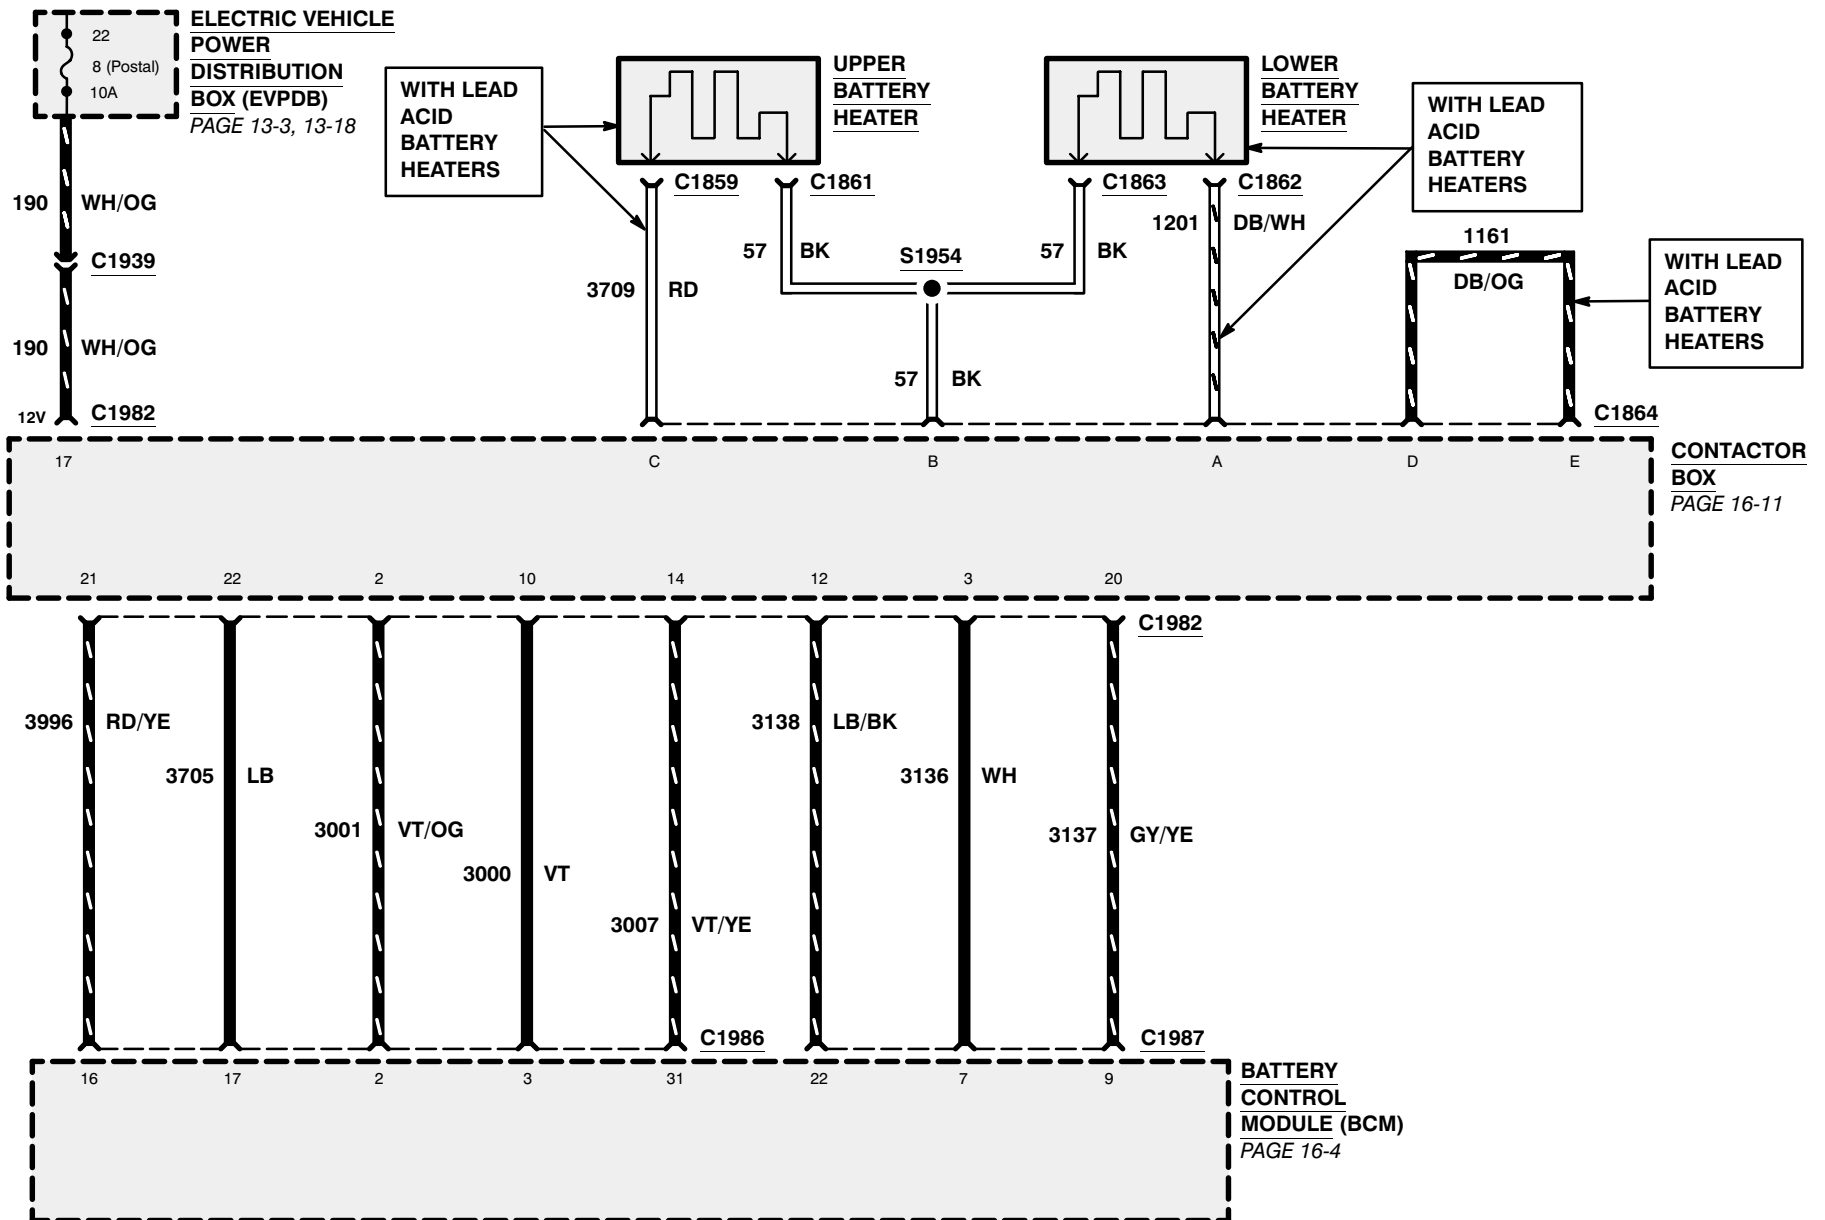 22
8 (Postal)
10A
ELECTRIC VEHICLE
POWER
DISTRIBUTION
BOX (EVPDB)
PAGE 13-3, 13-18
WITH LEAD
ACID
BATTERY
HEATERS
UPPER
BATTERY
HEATER
LOWER
BATTERY
HEATER
WITH LEAD
ACID
BATTERY
HEATERS
190 WH/OG
C1859
C1861
C1863
C1862
1201 DB/WH
57 BK
S1954
57 BK
1161
DB/OG
WITH LEAD
ACID
BATTERY
HEATERS
C1939
3709 RD
190 WH/OG
57 BK
12V
C1982
C1864
17
C
B
A
D
E
CONTACTOR
BOX
PAGE 16-11
21
22
2
10
14
12
3
20
C1982
3996 RD/YE
3705 LB
3001 VT/OG
3000 VT
3007 VT/YE
3138 LB/BK
3136 WH
3137 GY/YE
C1986
C1987
16
17
2
3
31
22
7
9
BATTERY
CONTROL
MODULE (BCM)
PAGE 16-4